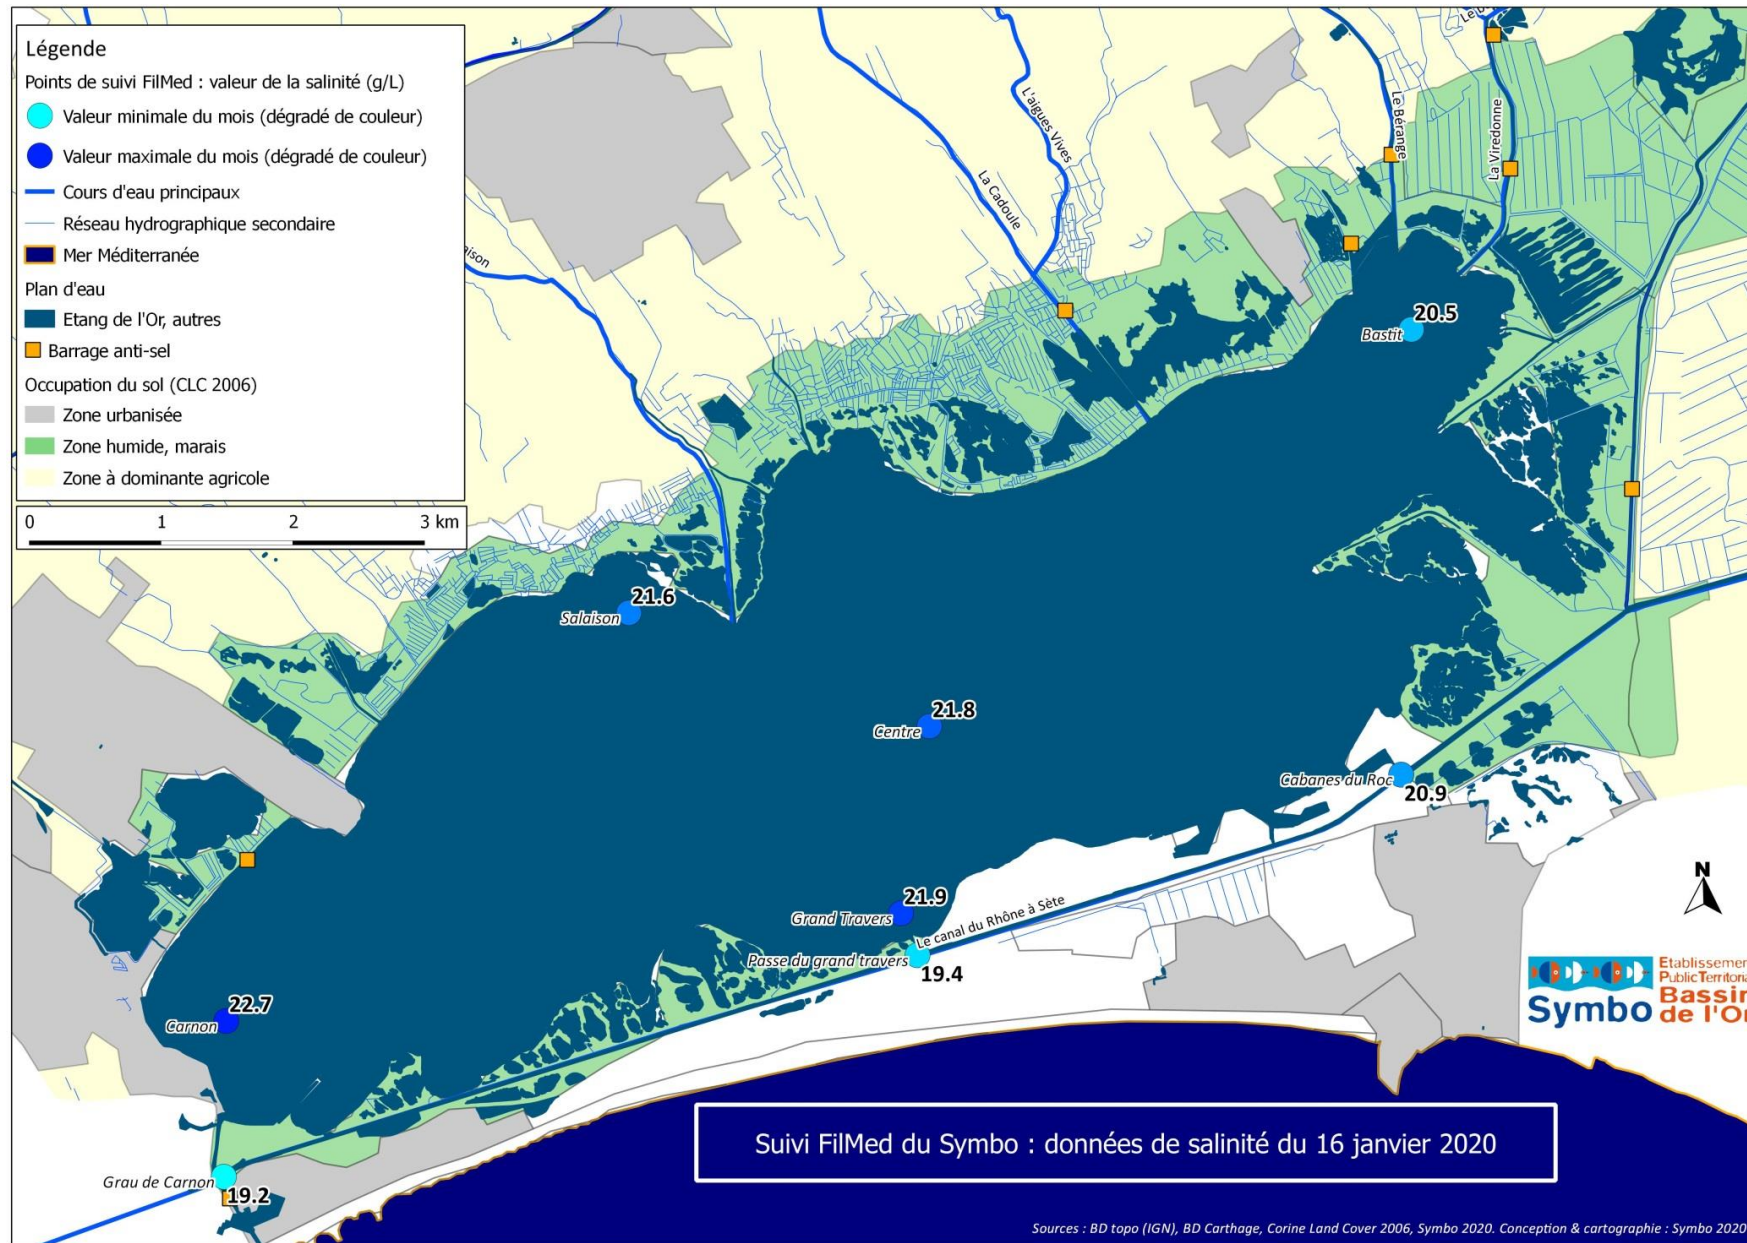 Légende
Points de suivi FilMed : valeur de la salinité (g/L)
Valeur minimale du mois (dégradé de couleur)
Valeur maximale du mois (dégradé de couleur)
Cours d'eau principaux
Réseau hydrographique secondaire
Mer Méditerranée
Plan d'eau
Etang de l'Or, autres
Barrage anti-sel
Occupation du sol (CLC 2006)
Zone urbanisée
Zone humide, marais
Zone à dominante agricole
0 1 2 3 km
L'aigues Vives
La Cadoule
Le Bérange
La Viredonne
20.5
Bastit
21.6
Salaison
21.8
Centre
Cabanes du Roc
20.9
21.9
Grand Travers
Le canal du Rhône à Sète
Passe du grand travers
19.4
22.7
Carnon
Grau de Carnon
19.2
N
Etablissemen
Public Territoria
Symbo
Bassin
de l'Or
Suivi FilMed du Symbo : données de salinité du 16 janvier 2020
Sources : BD topo (IGN), BD Carthage, Corine Land Cover 2006, Symbo 2020. Conception & cartographie : Symbo 2020